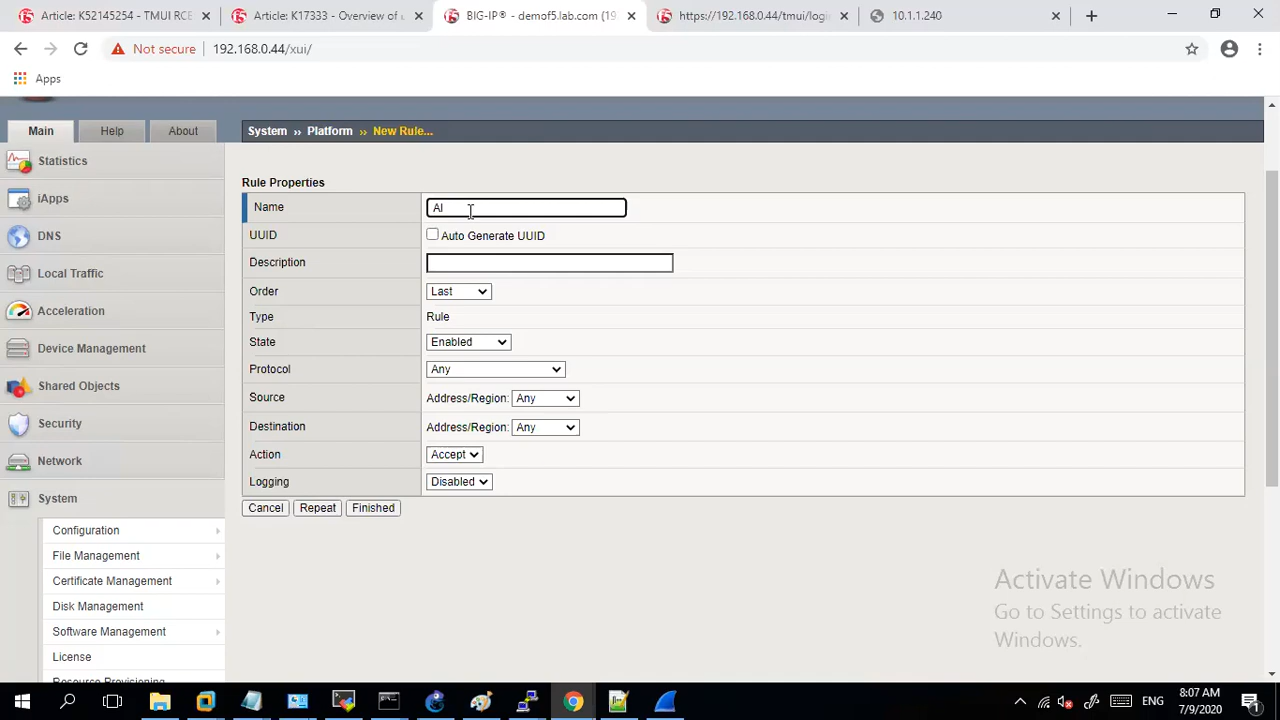 Article: K52145254 - TMUI RCE
Article: K17333 - Overview of
BIG-IP® - demof5.lab.com (19
https://192.168.0.44/tmui/logi
10.1.1.240
Not secure
192.168.0.44/xui/
Apps
Main
Help
About
System ›› Platform ›› New Rule...
Statistics
iApps
DNS
Local Traffic
Acceleration
Device Management
Shared Objects
Security
Network
System
Configuration
File Management
Certificate Management
Disk Management
Software Management
License
Resource Provisioning
Rule Properties
Name
Al
UUID
Auto Generate UUID
Description
Order
Last
Type
Rule
State
Enabled
Protocol
Any
Source
Address/Region: Any
Destination
Address/Region: Any
Action
Accept
Logging
Disabled
Cancel
Repeat
Finished
Activate Windows
Go to Settings to activate
Windows.
ENG
8:07 AM
7/9/2020